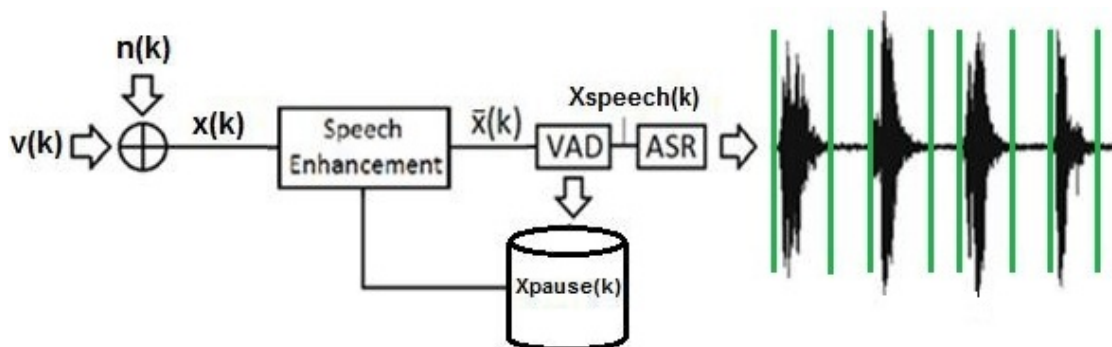 n(k)
v(k)
x(k)
Speech
Enhancement
x̄(k)
VAD
Xspeech(k)
ASR
Xpause(k)